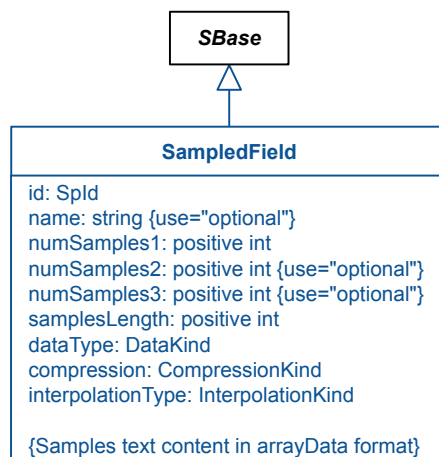 SBase
SampledField
id: SpId
name: string {use="optional"}
numSamples1: positive int
numSamples2: positive int {use="optional"}
numSamples3: positive int {use="optional"}
samplesLength: positive int
dataType: DataKind
compression: CompressionKind
interpolationType: InterpolationKind
{Samples text content in arrayData format}